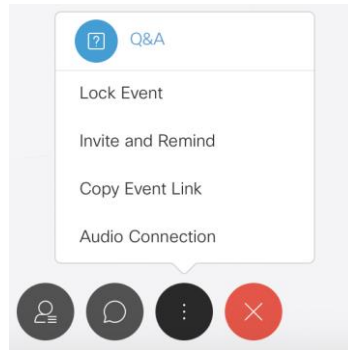 Q&A
Lock Event
Invite and Remind
Copy Event Link
Audio Connection